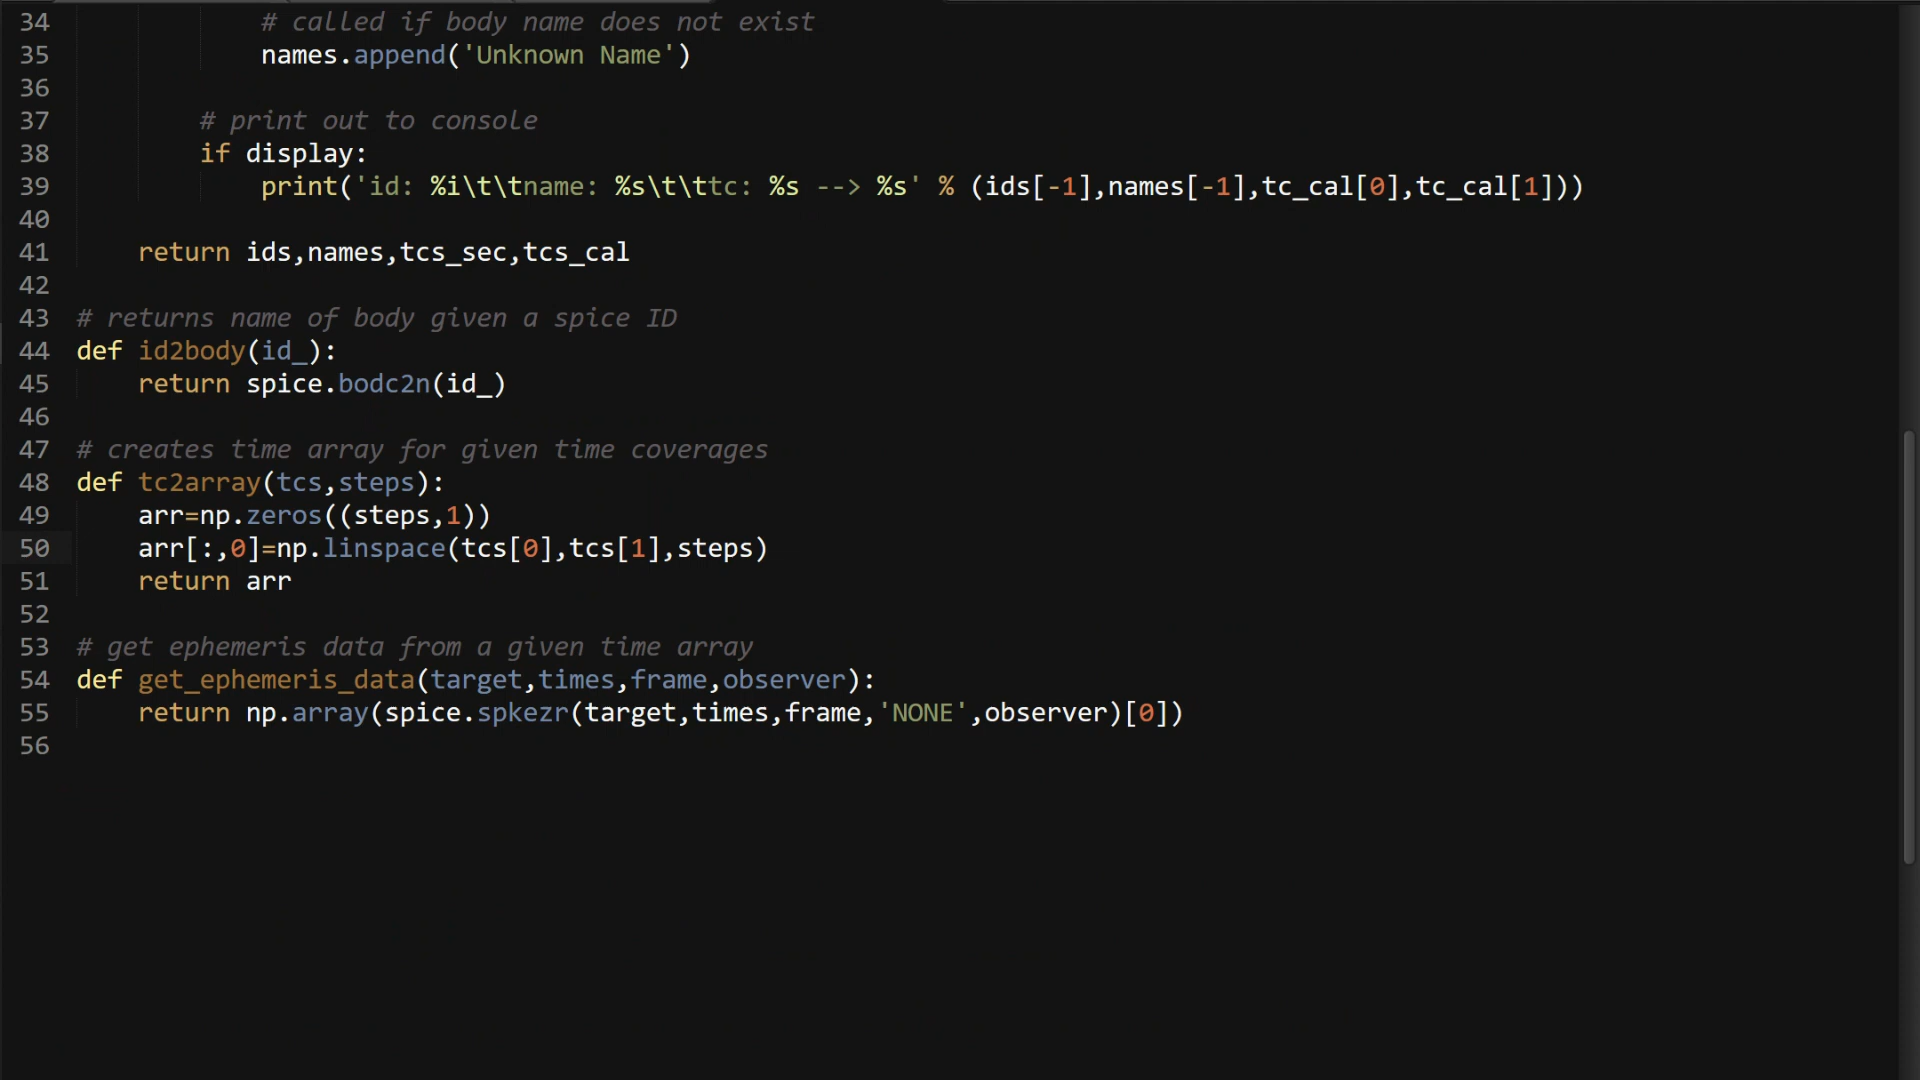 34 # called if body name does not exist
35 names.append('Unknown Name')
36
37 # print out to console
38 if display:
39 print('id: %i\t\tname: %s\t\ttc: %s --> %s' % (ids[-1],names[-1],tc_cal[0],tc_cal[1]))
40
41 return ids,names,tcs_sec,tcs_cal
42
43 # returns name of body given a spice ID
44 def id2body(id_):
45 return spice.bodc2n(id_)
46
47 # creates time array for given time coverages
48 def tc2array(tcs,steps):
49 arr=np.zeros((steps,1))
50 arr[:,0]=np.linspace(tcs[0],tcs[1],steps)
51 return arr
52
53 # get ephemeris data from a given time array
54 def get_ephemeris_data(target,times,frame,observer):
55 return np.array(spice.spkezr(target,times,frame,'NONE',observer)[0])
56